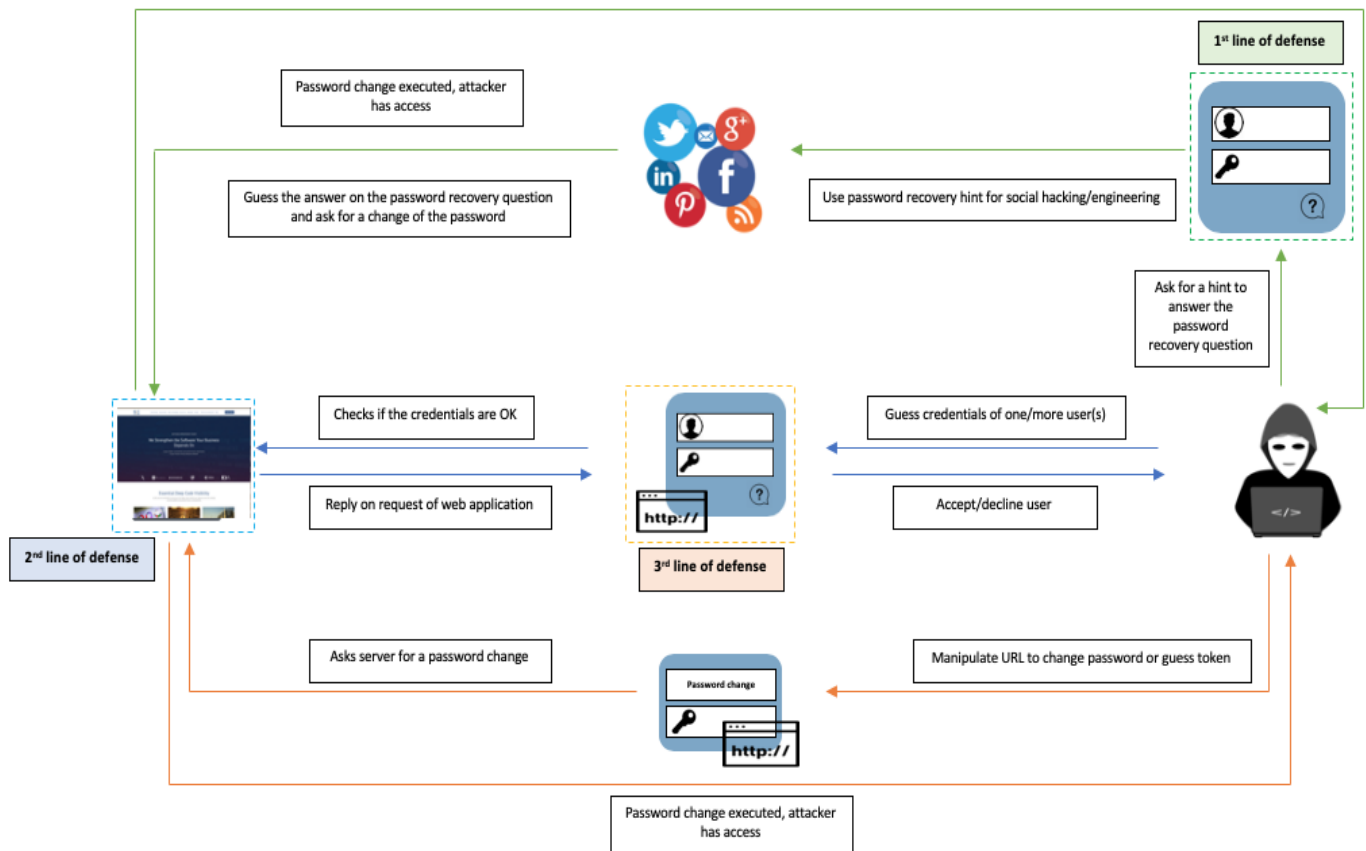 1st line of defense
Password change executed, attacker
has access
Guess the answer on the password recovery question
and ask for a change of the password
Use password recovery hint for social hacking/engineering
g+
f
in
Ask for a hint to
answer the
password
recovery question
?
Checks if the credentials are OK
Guess credentials of one/more user(s)
Reply on request of web application
?
http://
Accept/decline user
</>
2nd line of defense
3rd line of defense
Asks server for a password change
Manipulate URL to change password or guess token
Password change
http://
Password change executed, attacker
has access